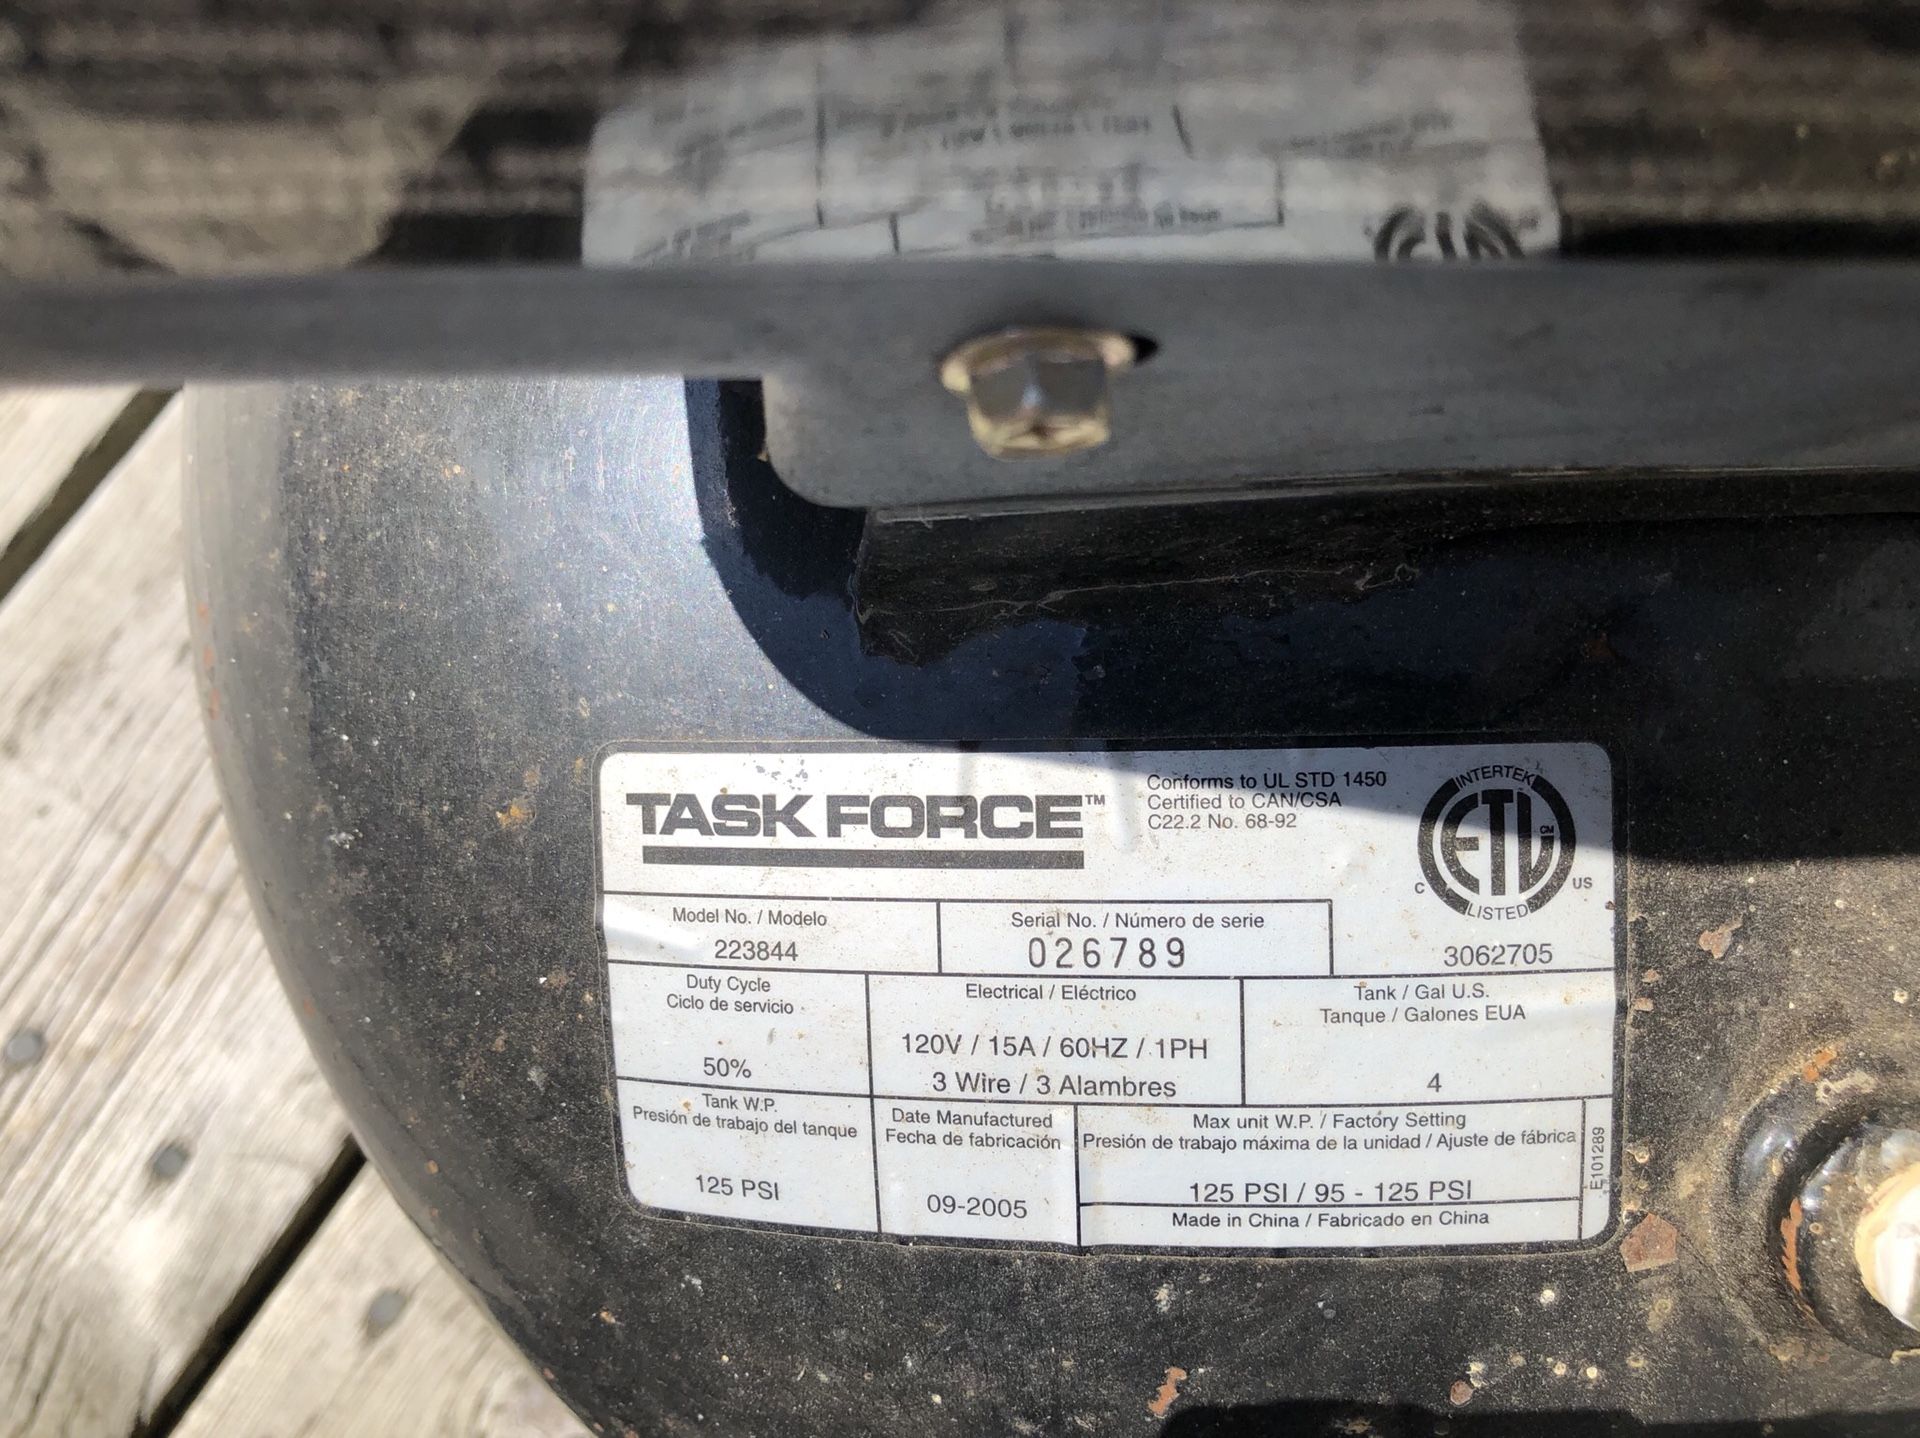 TASK FORCE™
Conforms to UL STD 1450
Certified to CAN/CSA
C22.2 No. 68-92
INTERTEK
ETL CM
C US
LISTED
3062705
Model No. / Modelo
223844
Serial No. / Número de serie
026789
Duty Cycle
Ciclo de servicio
50%
Electrical / Eléctrico
120V / 15A / 60HZ / 1PH
3 Wire / 3 Alambres
Tank / Gal U.S.
Tanque / Galones EUA
4
Tank W.P.
Presión de trabajo del tanque
125 PSI
Date Manufactured
Fecha de fabricación
09-2005
Max unit W.P. / Factory Setting
Presión de trabajo máxima de la unidad / Ajuste de fábrica
125 PSI / 95 - 125 PSI
Made in China / Fabricado en China
E101289